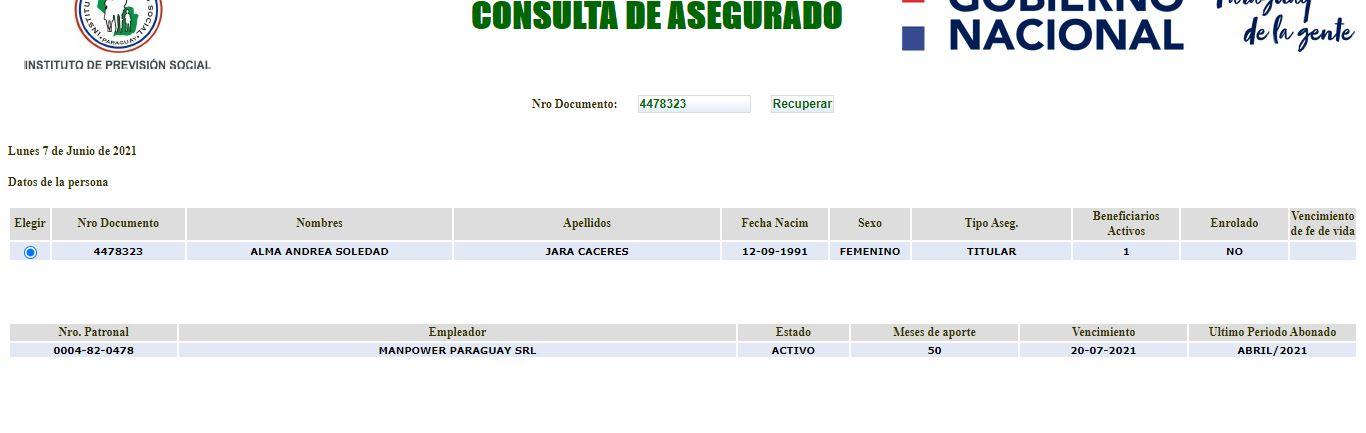 CONSULTA DE ASEGURADO
GOBIERNO
NACIONAL
Paraguay
de la gente
SOCIAL
PARAGUAY
INSTITUTO DE PREVISIÓN SOCIAL
Nro Documento: 4478323 Recuperar
Lunes 7 de Junio de 2021
Datos de la persona
Elegir Nro Documento Nombres Apellidos Fecha Nacim Sexo Tipo Aseg. Beneficiarios Activos Enrolado Vencimiento de fe de vida
4478323 ALMA ANDREA SOLEDAD JARA CACERES 12-09-1991 FEMENINO TITULAR 1 NO
Nro. Patronal Empleador Estado Meses de aporte Vencimiento Ultimo Periodo Abonado
0004-82-0478 MANPOWER PARAGUAY SRL ACTIVO 50 20-07-2021 ABRIL/2021